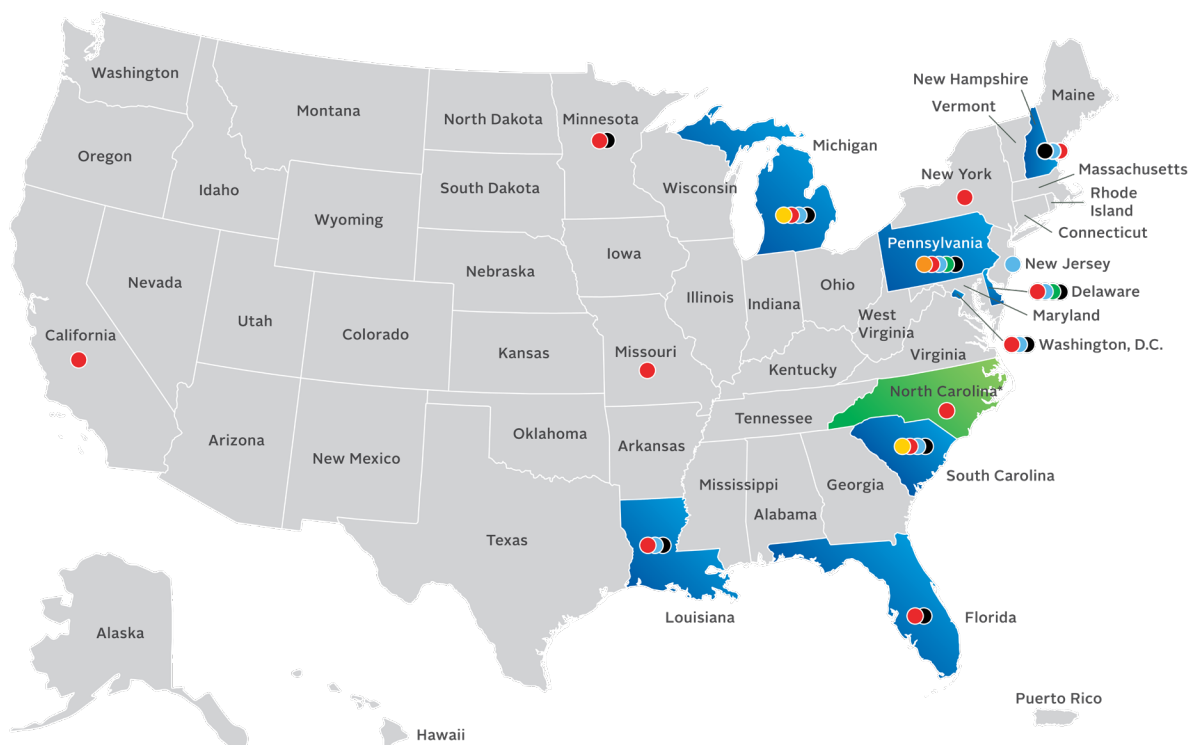 Washington
Montana
North Dakota
Minnesota
New Hampshire
Vermont
Maine
Oregon
Idaho
South Dakota
Wisconsin
Michigan
New York
Massachusetts
Rhode
Island
Connecticut
Wyoming
Iowa
Nebraska
Pennsylvania
New Jersey
Delaware
Maryland
Washington, D.C.
Nevada
Utah
Colorado
Illinois
Indiana
Ohio
West
Virginia
Virginia
California
Kansas
Missouri
Kentucky
North Carolina*
Tennessee
Arizona
New Mexico
Oklahoma
Arkansas
South Carolina
Mississippi
Alabama
Georgia
Texas
Louisiana
Florida
Alaska
Hawaii
Puerto Rico